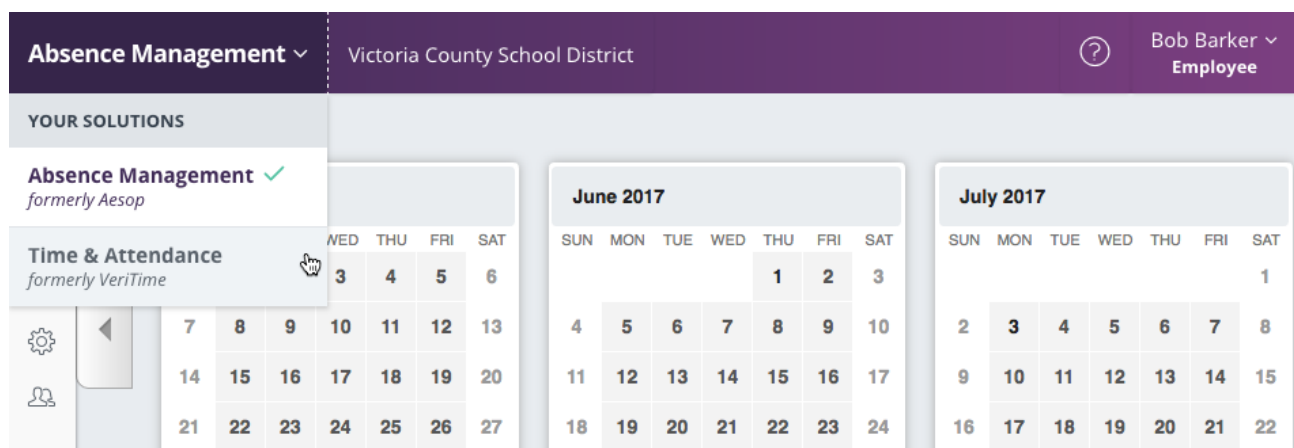 Absence Management
Victoria County School District
?
Bob Barker
Employee
YOUR SOLUTIONS
Absence Management
formerly Aesop
Time & Attendance
formerly VeriTime
WED THU FRI SAT
3 4 5 6
7 8 9 10 11 12 13
14 15 16 17 18 19 20
21 22 23 24 25 26 27
June 2017
SUN MON TUE WED THU FRI SAT
1 2 3
4 5 6 7 8 9 10
11 12 13 14 15 16 17
18 19 20 21 22 23 24
July 2017
SUN MON TUE WED THU FRI SAT
1
2 3 4 5 6 7 8
9 10 11 12 13 14 15
16 17 18 19 20 21 22